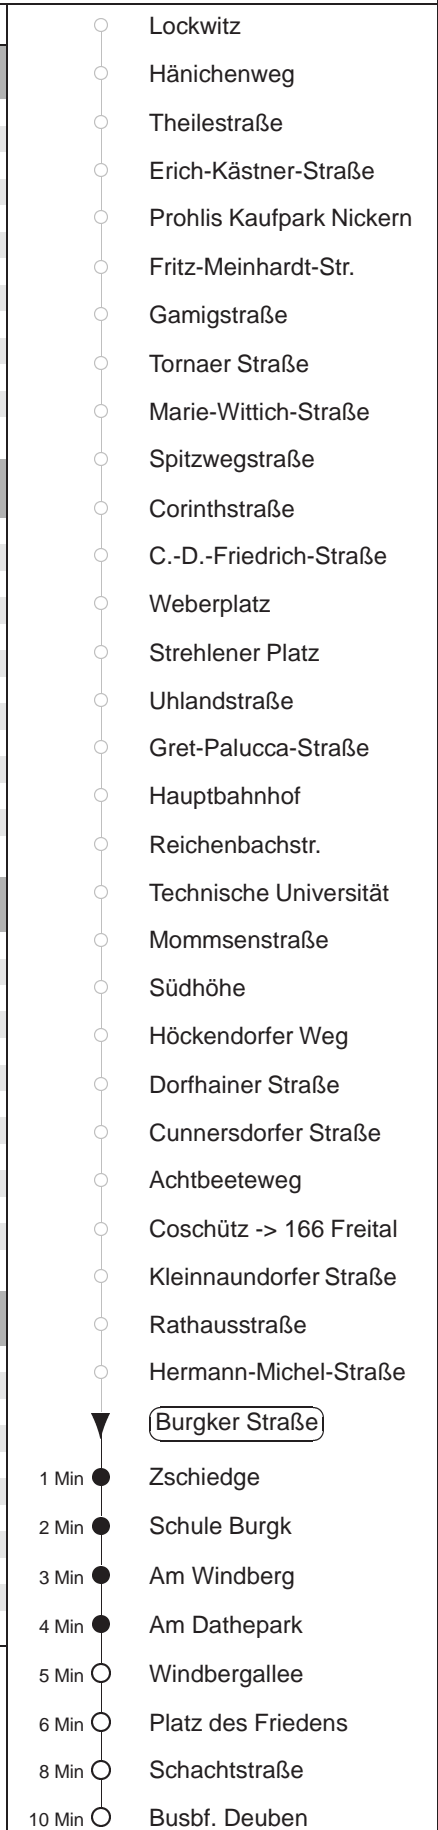 Lockwitz
Hänichenweg
Theilestraße
Erich-Kästner-Straße
Prohlis Kaufpark Nickern
Fritz-Meinhardt-Str.
Gamigstraße
Tornaer Straße
Marie-Wittich-Straße
Spitzwegstraße
Corinthstraße
C.-D.-Friedrich-Straße
Weberplatz
Strehlener Platz
Uhlandstraße
Gret-Palucca-Straße
Hauptbahnhof
Reichenbachstr.
Technische Universität
Mommsenstraße
Südhöhe
Höckendorfer Weg
Dorfhainer Straße
Cunnersdorfer Straße
Achtbeeteweg
Coschütz -> 166 Freital
Kleinnaundorfer Straße
Rathausstraße
Hermann-Michel-Straße
Burgker Straße
1 Min Zschiedge
2 Min Schule Burgk
3 Min Am Windberg
4 Min Am Dathepark
5 Min Windbergallee
6 Min Platz des Friedens
8 Min Schachtstraße
10 Min Busbf. Deuben